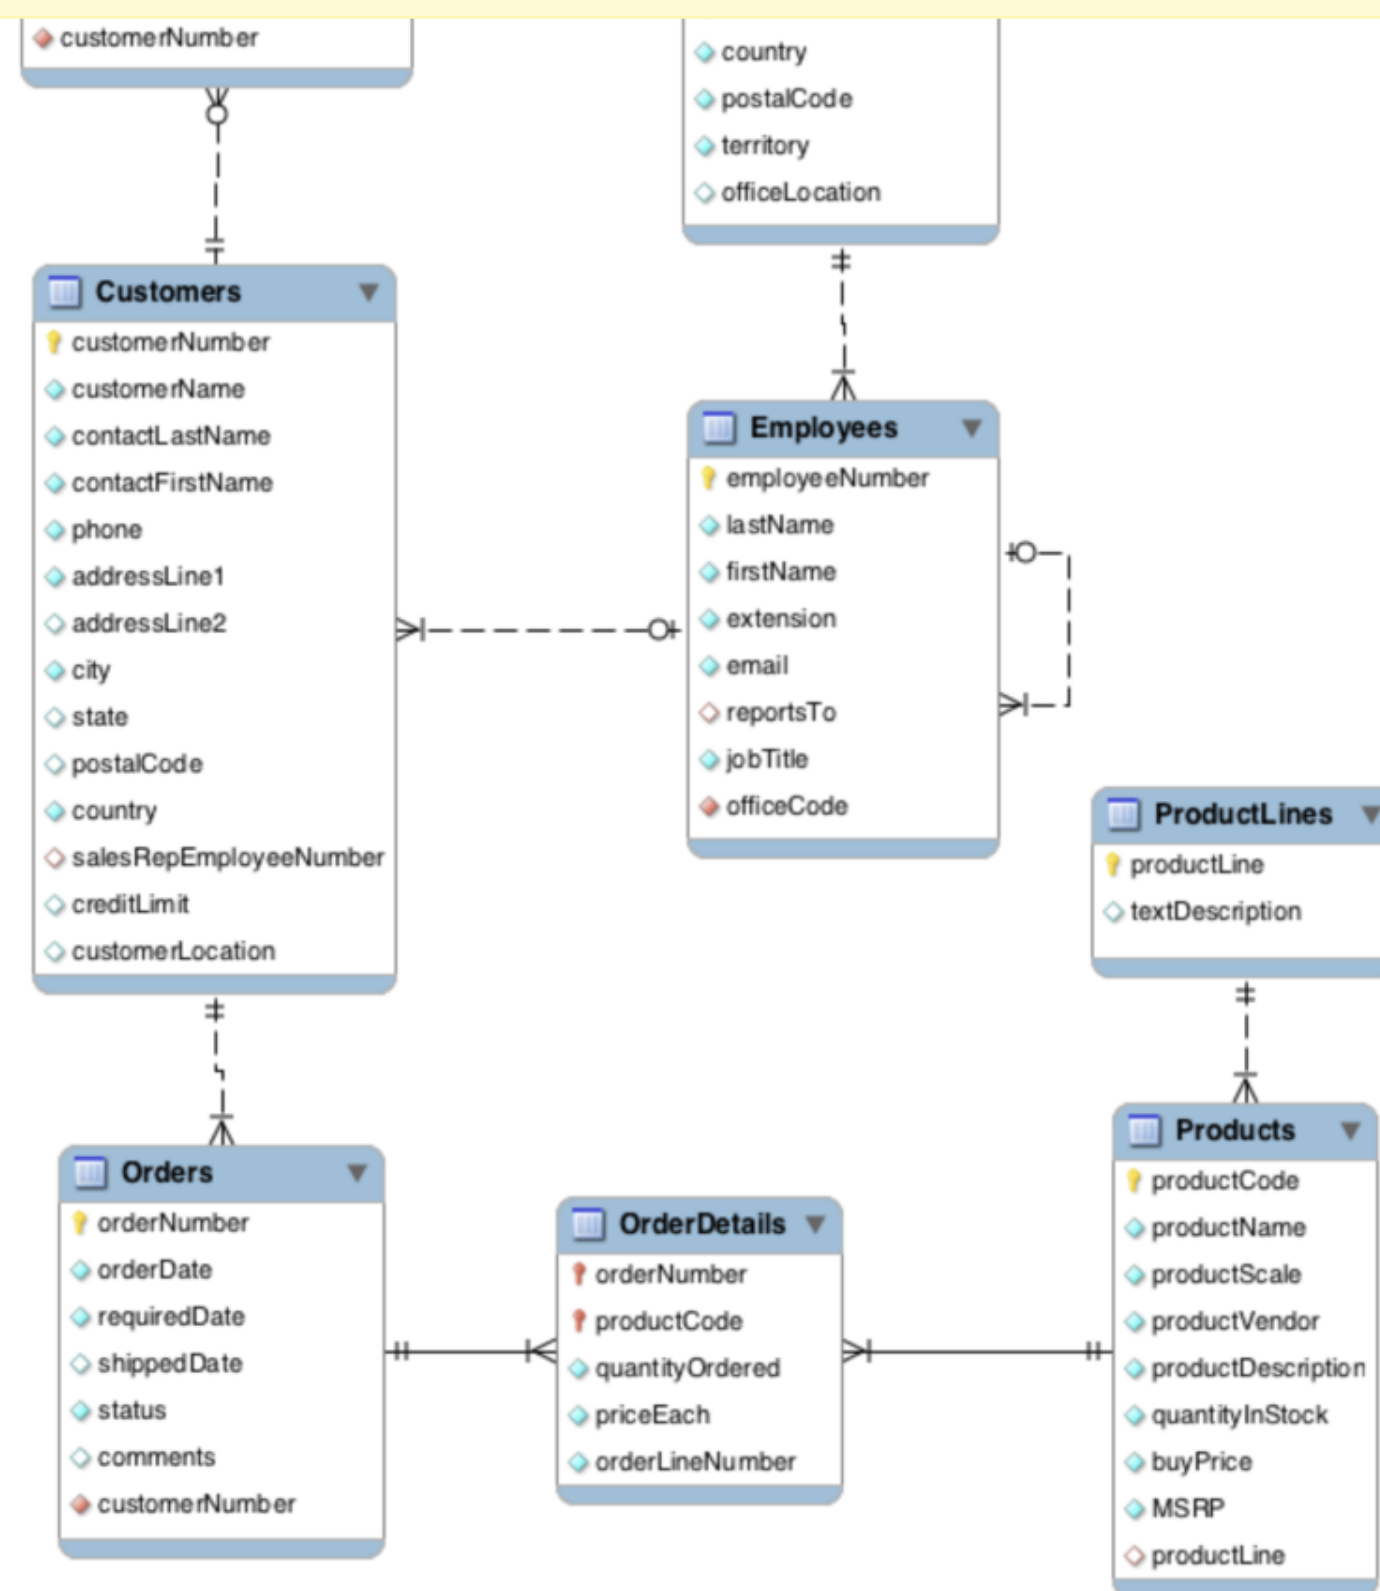 customerNumber
country
postalCode
territory
officeLocation
Customers
customerNumber
customerName
contactLastName
contactFirstName
phone
addressLine1
addressLine2
city
state
postalCode
country
salesRepEmployeeNumber
creditLimit
customerLocation
Employees
employeeNumber
lastName
firstName
extension
email
reportsTo
jobTitle
officeCode
ProductLines
productLine
textDescription
Orders
orderNumber
orderDate
requiredDate
shippedDate
status
comments
customerNumber
OrderDetails
orderNumber
productCode
quantityOrdered
priceEach
orderLineNumber
Products
productCode
productName
productScale
productVendor
productDescription
quantityInStock
buyPrice
MSRP
productLine